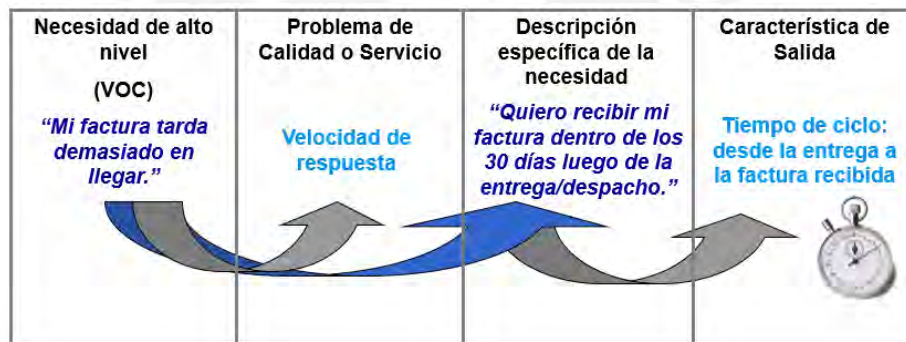 Necesidad de alto
nivel
(VOC)
“Mi factura tarda
demasiado en
llegar.”
Problema de
Calidad o Servicio
Velocidad de
respuesta
Descripción
específica de la
necesidad
“Quiero recibir mi
factura dentro de los
30 días luego de la
entrega/despacho.”
Característica de
Salida
Tiempo de ciclo:
desde la entrega a
la factura recibida